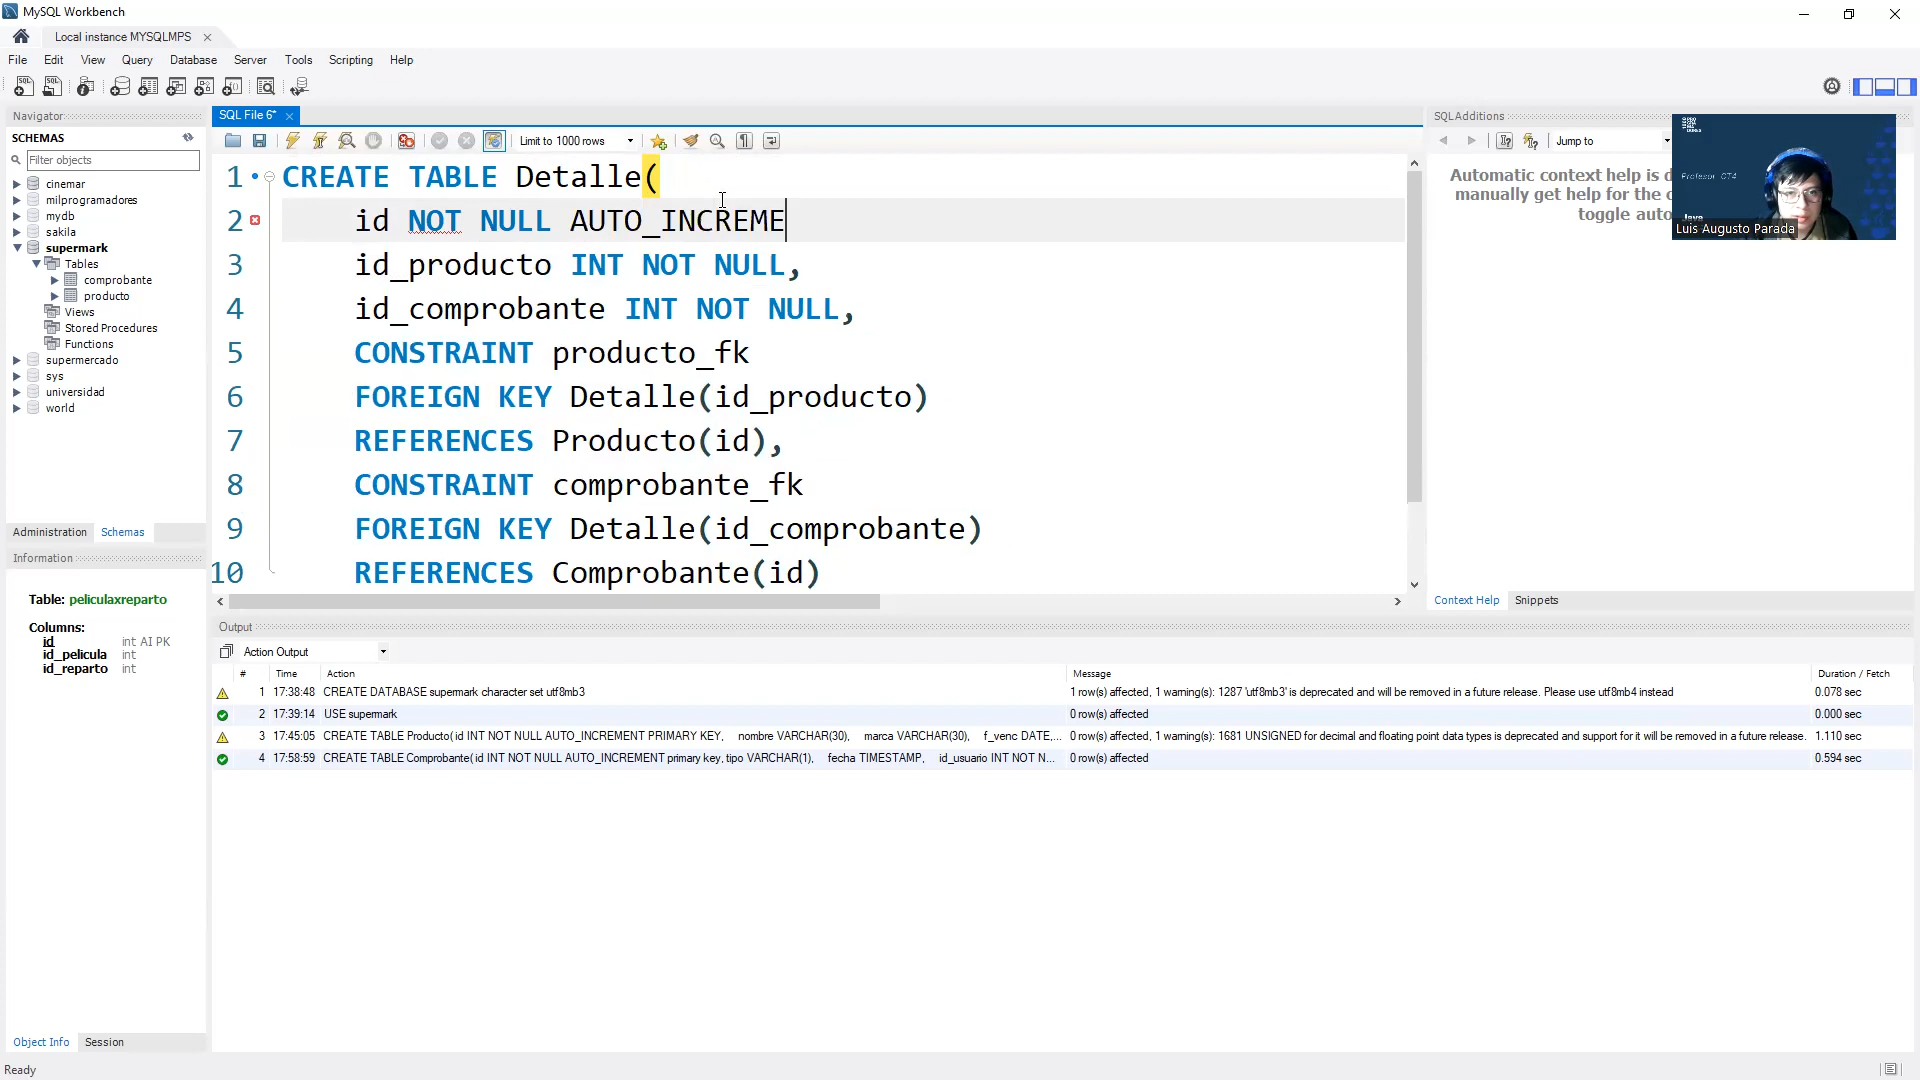 MySQL Workbench
Local instance MYSQLMPS
File Edit View Query Database Server Tools Scripting Help
Navigator
SCHEMAS
Filter objects
cinemar
milprogramadores
mydb
sakila
supermark
Tables
comprobante
producto
Views
Stored Procedures
Functions
supermercado
sys
universidad
world
Administration Schemas
Information
Table: peliculaxreparto
Columns:
id int AI PK
id_pelicula int
id_reparto int
Object Info Session
Ready
SQL File 6*
Limit to 1000 rows
1 CREATE TABLE Detalle(
2 id NOT NULL AUTO_INCREME
3 id_producto INT NOT NULL,
4 id_comprobante INT NOT NULL,
5 CONSTRAINT producto_fk
6 FOREIGN KEY Detalle(id_producto)
7 REFERENCES Producto(id),
8 CONSTRAINT comprobante_fk
9 FOREIGN KEY Detalle(id_comprobante)
10 REFERENCES Comprobante(id)
SQLAdditions
Jump to
Automatic context help is d
manually get help for the c
toggle auto
Profesor CT4
Java
Luis Augusto Parada
Context Help Snippets
Output
Action Output
# Time Action Message Duration / Fetch
1 17:38:48 CREATE DATABASE supermark character set utf8mb3 1 row(s) affected, 1 warning(s): 1287 'utf8mb3' is deprecated and will be removed in a future release. Please use utf8mb4 instead 0.078 sec
2 17:39:14 USE supermark 0 row(s) affected 0.000 sec
3 17:45:05 CREATE TABLE Producto( id INT NOT NULL AUTO_INCREMENT PRIMARY KEY, nombre VARCHAR(30), marca VARCHAR(30), f_venc DATE,... 0 row(s) affected, 1 warning(s): 1681 UNSIGNED for decimal and floating point data types is deprecated and support for it will be removed in a future release. 1.110 sec
4 17:58:59 CREATE TABLE Comprobante( id INT NOT NULL AUTO_INCREMENT primary key, tipo VARCHAR(1), fecha TIMESTAMP, id_usuario INT NOT N... 0 row(s) affected 0.594 sec